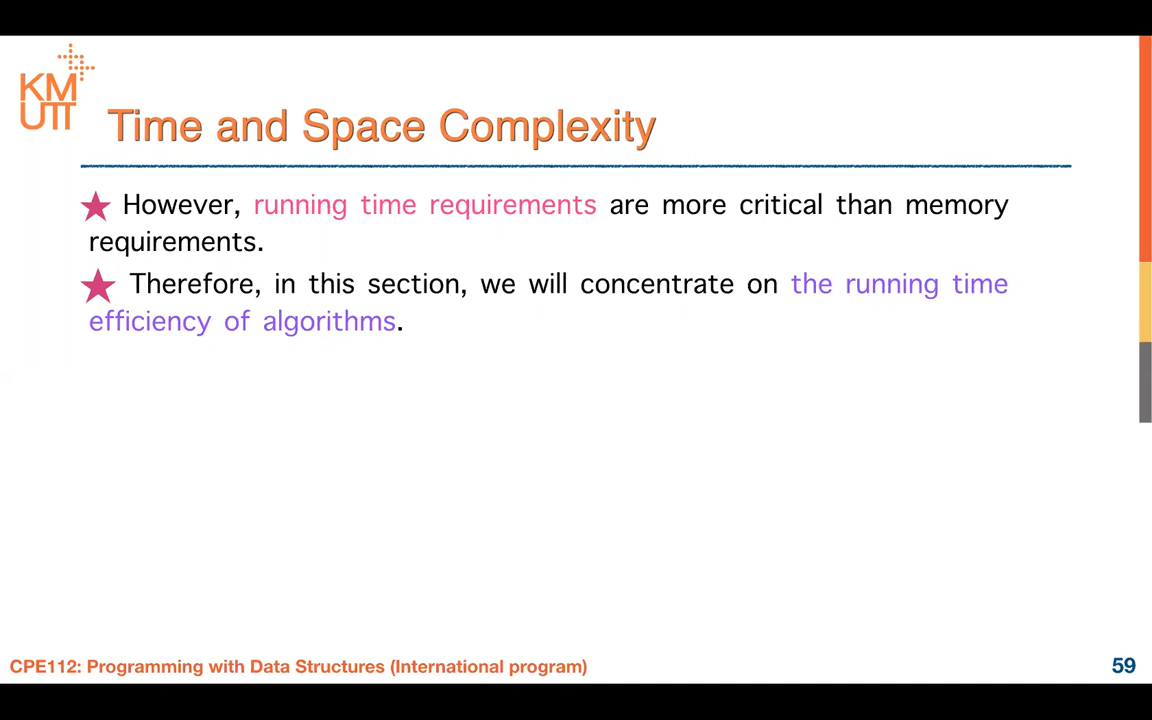 KM
UTT
Time and Space Complexity
However, running time requirements are more critical than memory
requirements.
Therefore, in this section, we will concentrate on the running time
efficiency of algorithms.
CPE112: Programming with Data Structures (International program)
59